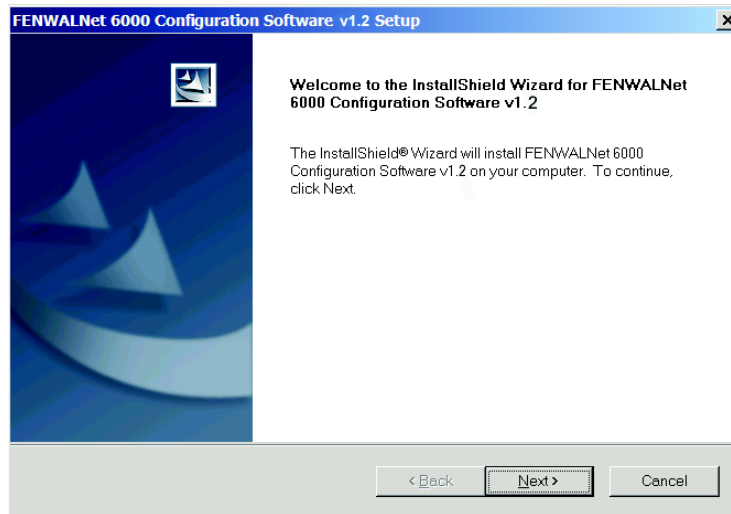 FENWALNet 6000 Configuration Software v1.2 Setup
Welcome to the InstallShield Wizard for FENWALNet
6000 Configuration Software v1.2
The InstallShield® Wizard will install FENWALNet 6000
Configuration Software v1.2 on your computer. To continue,
click Next.
< Back Next > Cancel